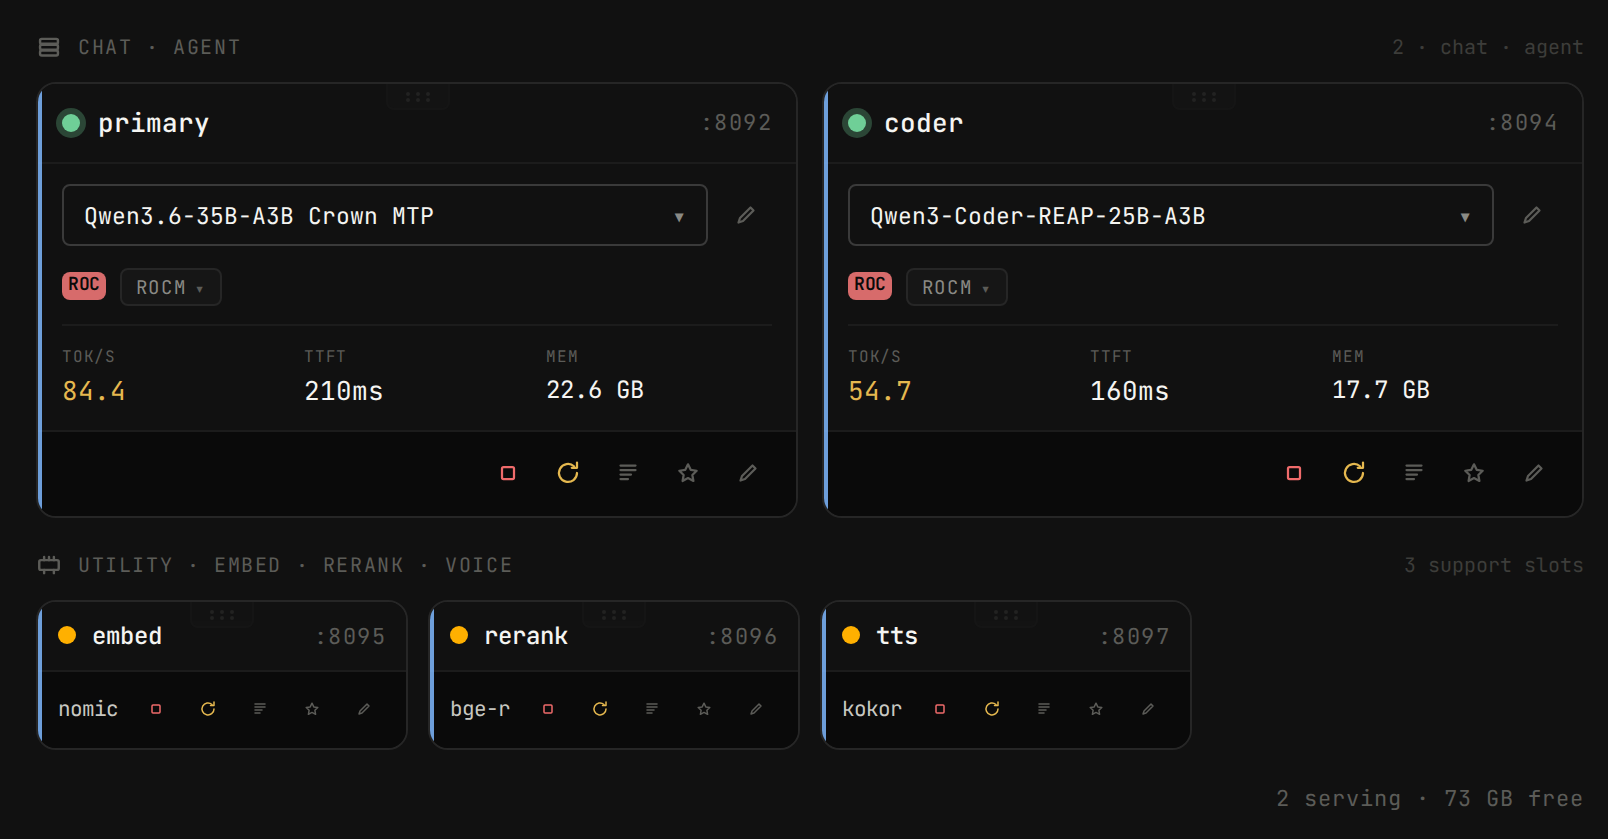 CHAT · AGENT 2 · chat · agent
primary :8092
Qwen3.6-35B-A3B Crown MTP ▾
ROC ROCM ▾
TOK/S TTFT MEM
84.4 210ms 22.6 GB
coder :8094
Qwen3-Coder-REAP-25B-A3B ▾
ROC ROCM ▾
TOK/S TTFT MEM
54.7 160ms 17.7 GB
UTILITY · EMBED · RERANK · VOICE 3 support slots
embed :8095
nomic
rerank :8096
bge-r
tts :8097
kokor
2 serving · 73 GB free